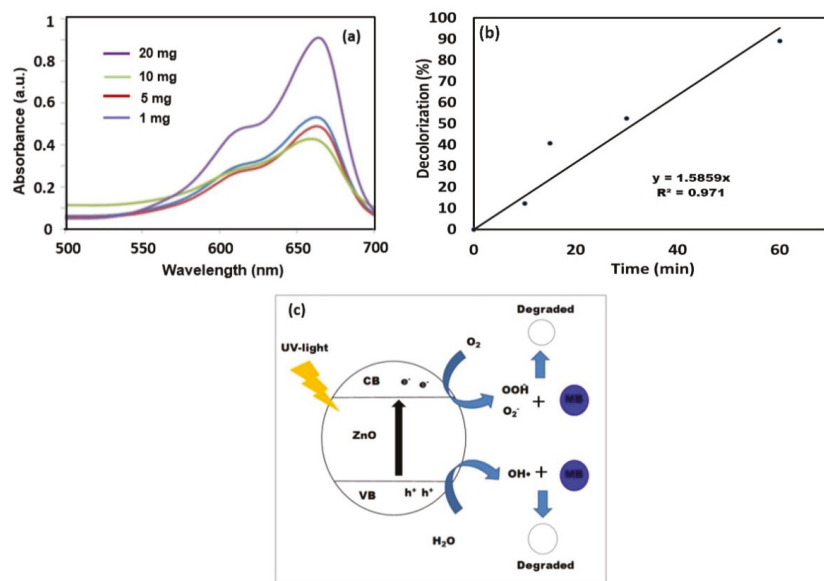 (a)
1
0.8
0.6
0.4
0.2
0
20 mg
10 mg
5 mg
1 mg
Absorbance (a.u.)
500
550
600
650
700
Wavelength (nm)
(b)
100
90
80
70
60
50
40
30
20
10
0
Decolorization (%)
y = 1.5859x
R² = 0.971
0
20
40
60
Time (min)
(c)
UV-light
CB
e⁻ e⁻
ZnO
VB
h⁺ h⁺
O₂
H₂O
Degraded
OOḢ
O₂⁻
+
MB
OH•
+
MB
Degraded